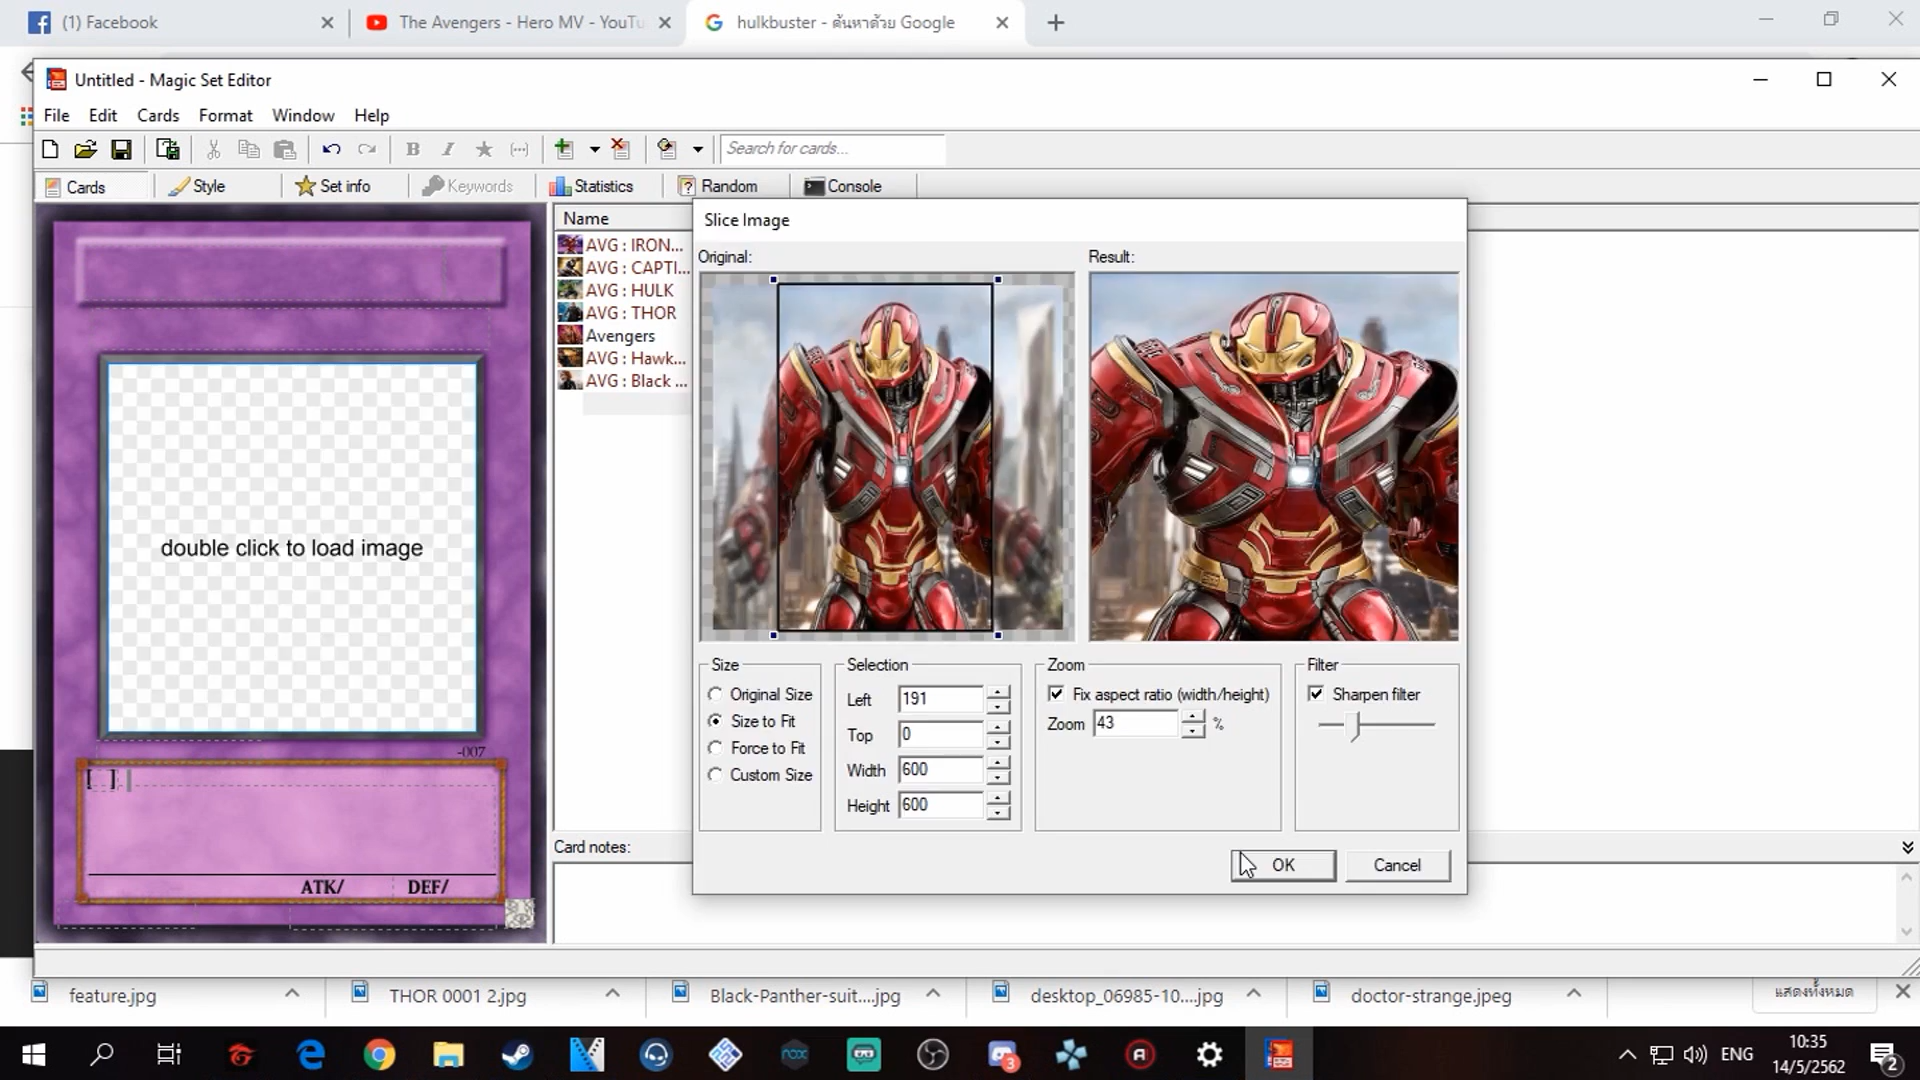 (1) Facebook
The Avengers - Hero MV - YouTu
hulkbuster - ค้นหาด้วย Google
Untitled - Magic Set Editor
File Edit Cards Format Window Help
B I Search for cards...
Cards Style Set info Keywords Statistics Random Console
Name
AVG : IRON...
AVG : CAPTI...
AVG : HULK
AVG : THOR
Avengers
AVG : Hawk...
AVG : Black ...
double click to load image
-007
[ ]
ATK/ DEF/
Slice Image
Original: Result:
Size
Original Size
Size to Fit
Force to Fit
Custom Size
Selection
Left 191
Top 0
Width 600
Height 600
Zoom
Fix aspect ratio (width/height)
Zoom 43 %
Filter
Sharpen filter
OK Cancel
Card notes:
feature.jpg
THOR 0001 2.jpg
Black-Panther-suit....jpg
desktop_06985-10....jpg
doctor-strange.jpeg
แสดงทั้งหมด
nox
3
ENG
10:35
14/5/2562
2